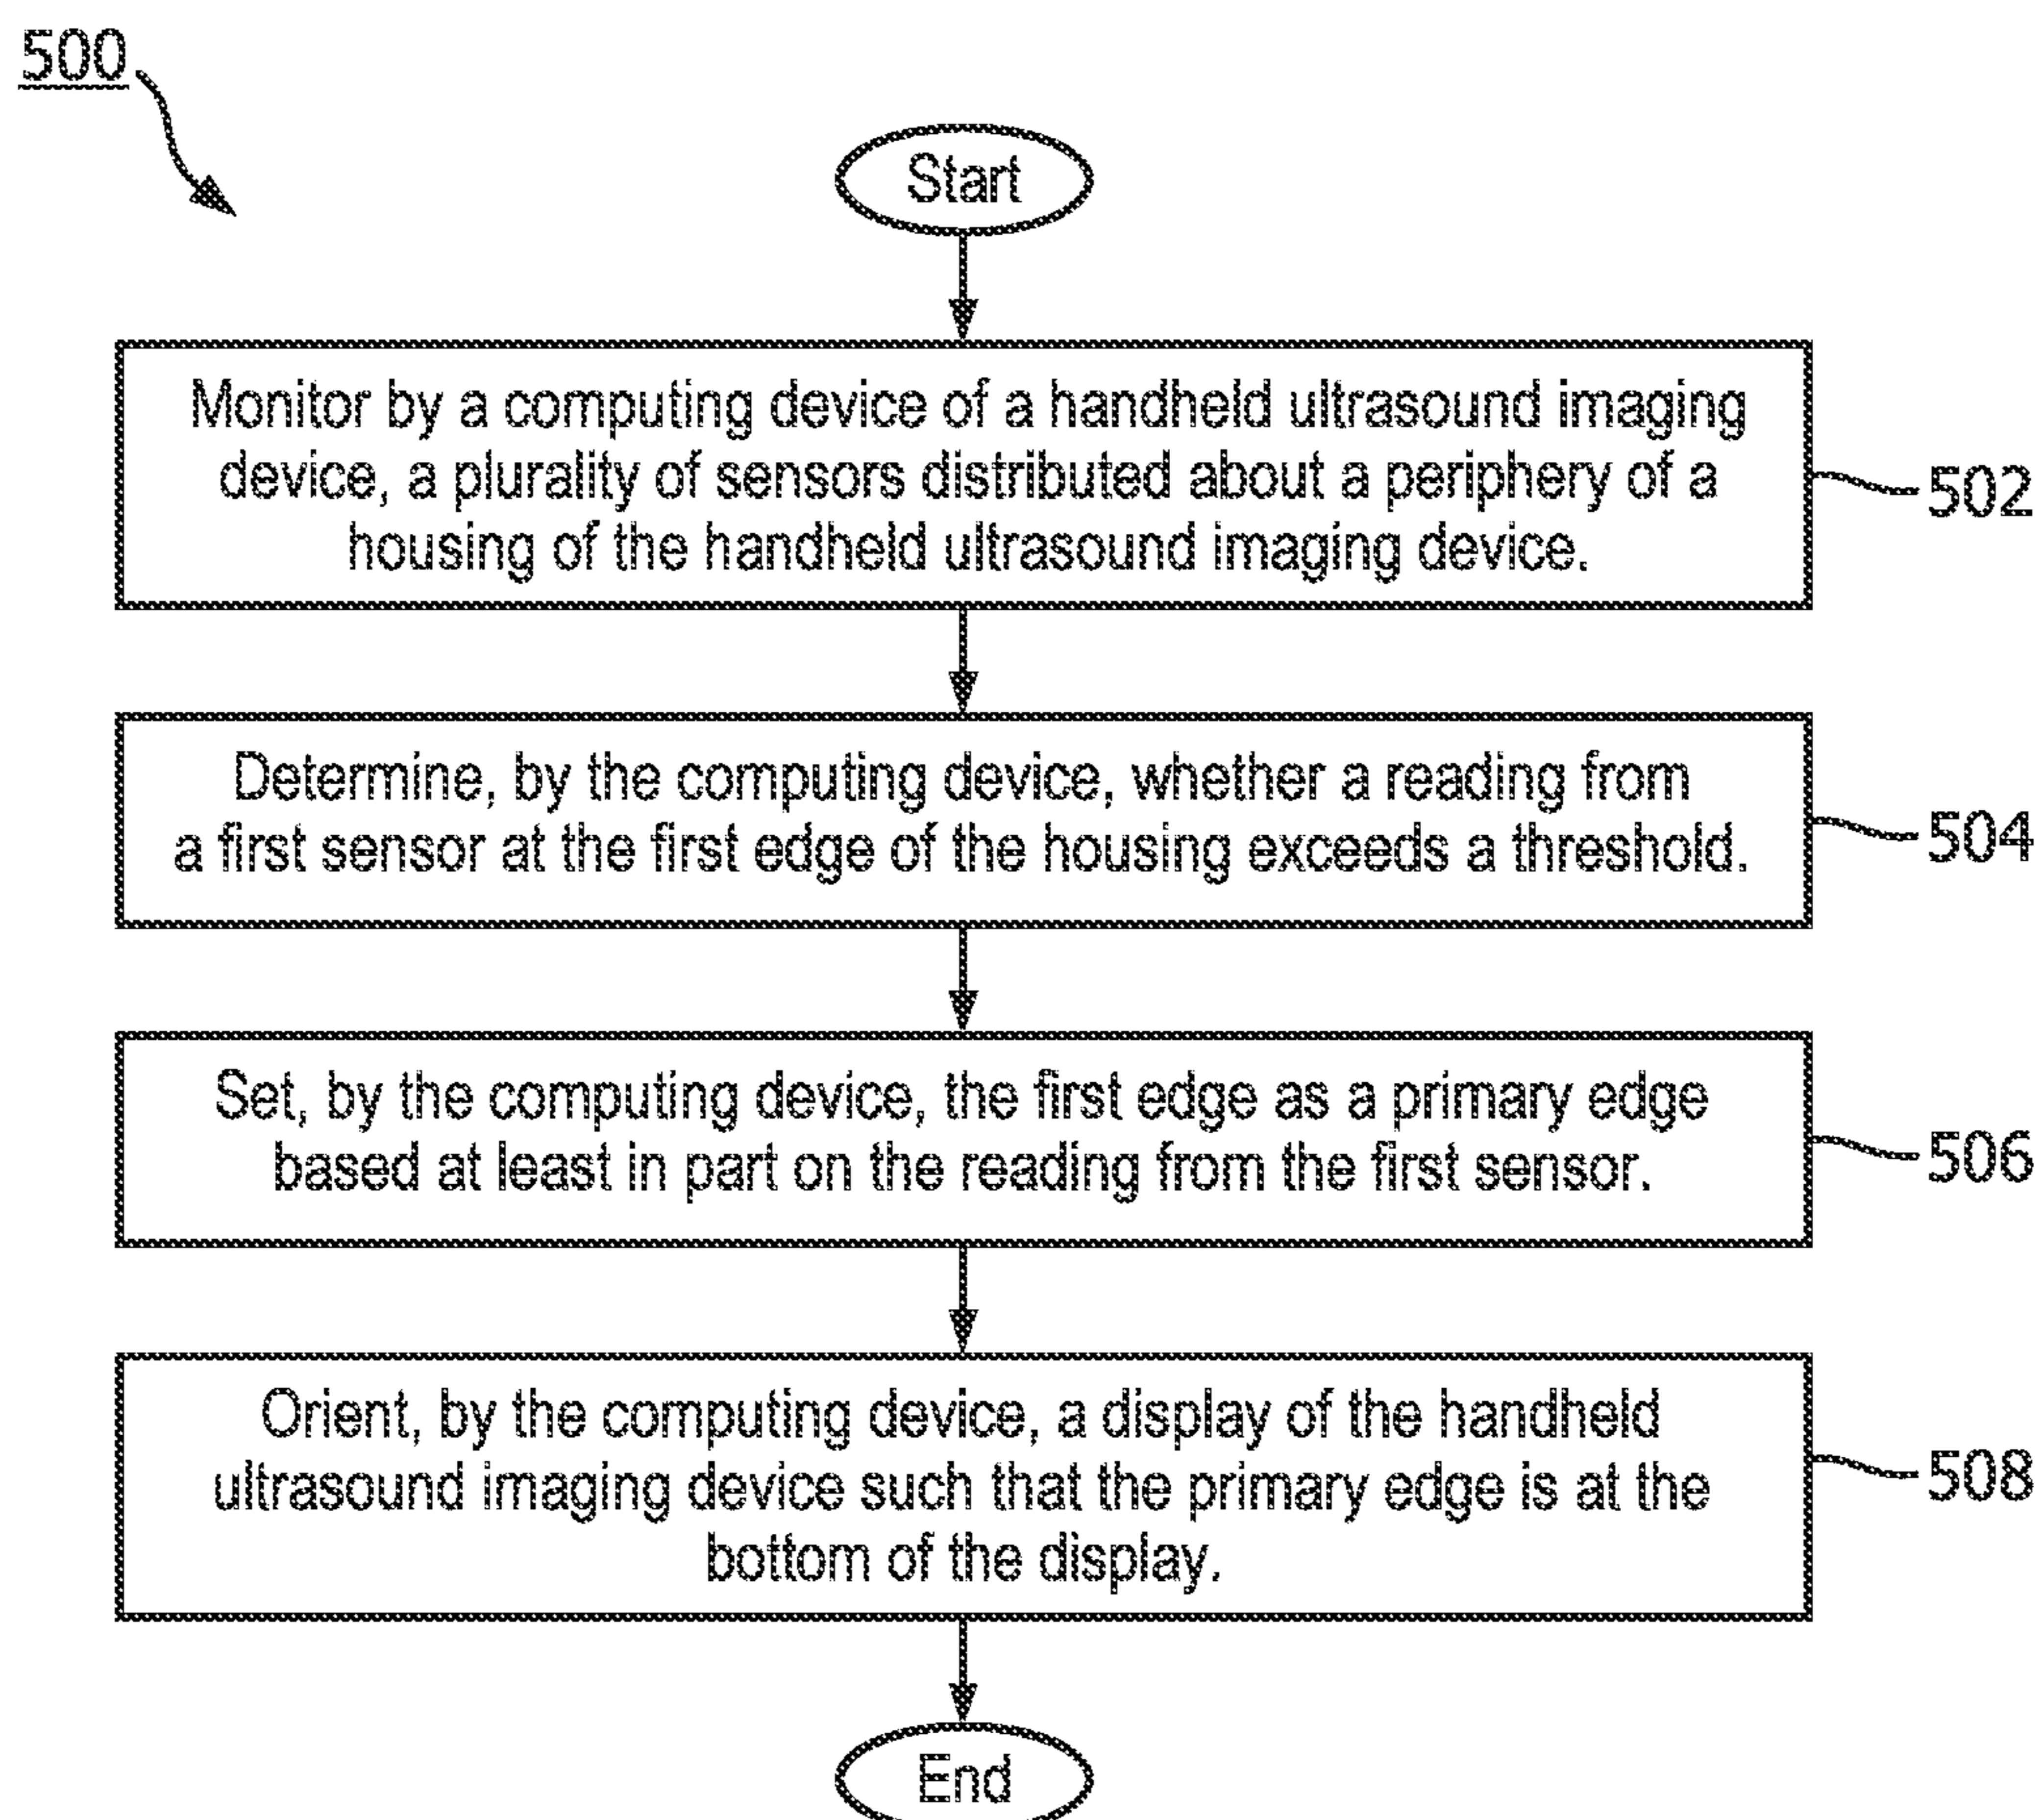 500
Start
Monitor by a computing device of a handheld ultrasound imaging
device, a plurality of sensors distributed about a periphery of a
housing of the handheld ultrasound imaging device.
502
Determine, by the computing device, whether a reading from
a first sensor at the first edge of the housing exceeds a threshold.
504
Set, by the computing device, the first edge as a primary edge
based at least in part on the reading from the first sensor.
506
Orient, by the computing device, a display of the handheld
ultrasound imaging device such that the primary edge is at the
bottom of the display.
508
End